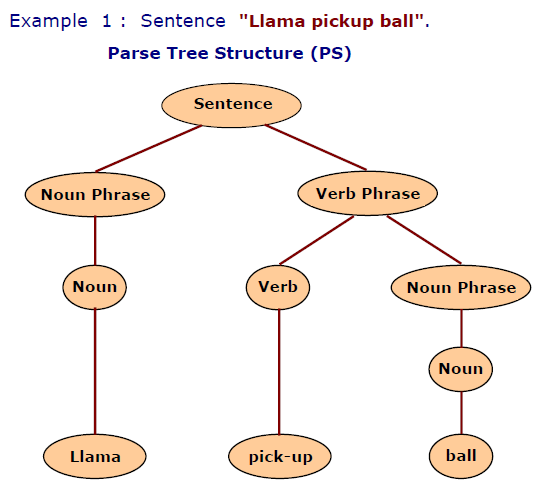 Example 1 : Sentence "Llama pickup ball".
Parse Tree Structure (PS)
Sentence
Noun Phrase
Verb Phrase
Noun
Verb
Noun Phrase
Noun
Llama
pick-up
ball